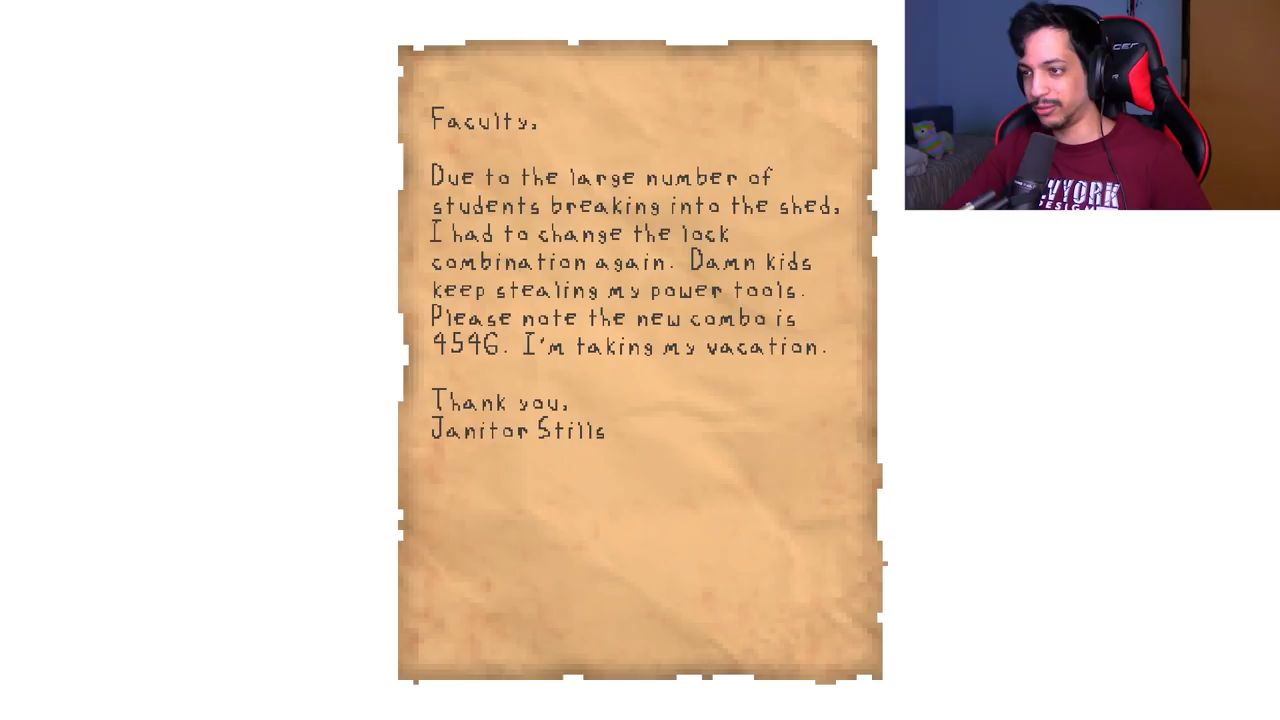 Faculty,
Due to the large number of
students breaking into the shed,
I had to change the lock
combination again. Damn kids
keep stealing my power tools.
Please note the new combo is
4546. I'm taking my vacation.
Thank you,
Janitor Stills
YORK
DESIGN